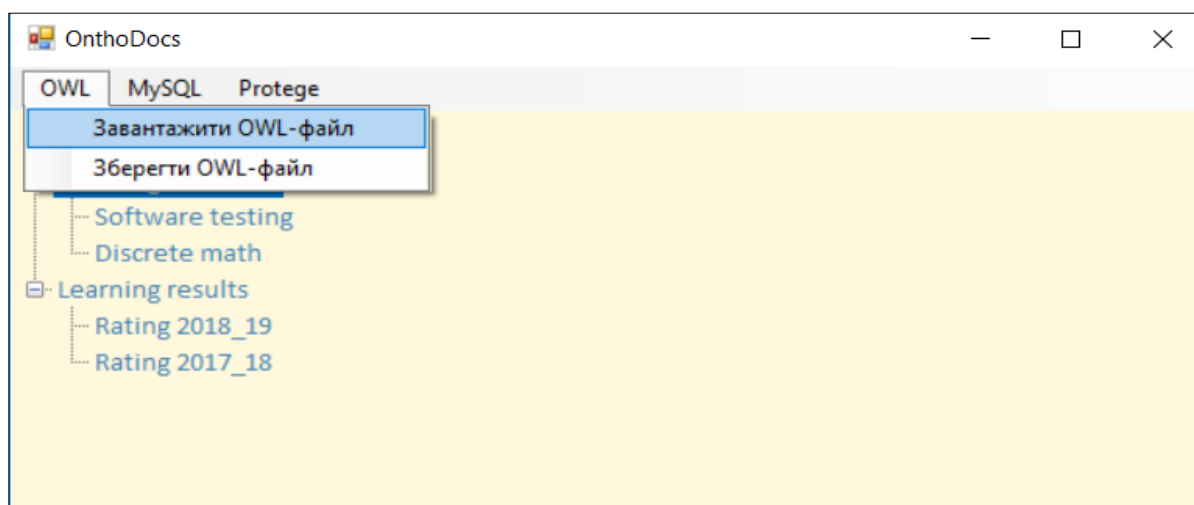 OnthoDocs
OWL MySQL Protege
Завантажити OWL-файл
Зберегти OWL-файл
Software testing
Discrete math
Learning results
Rating 2018_19
Rating 2017_18